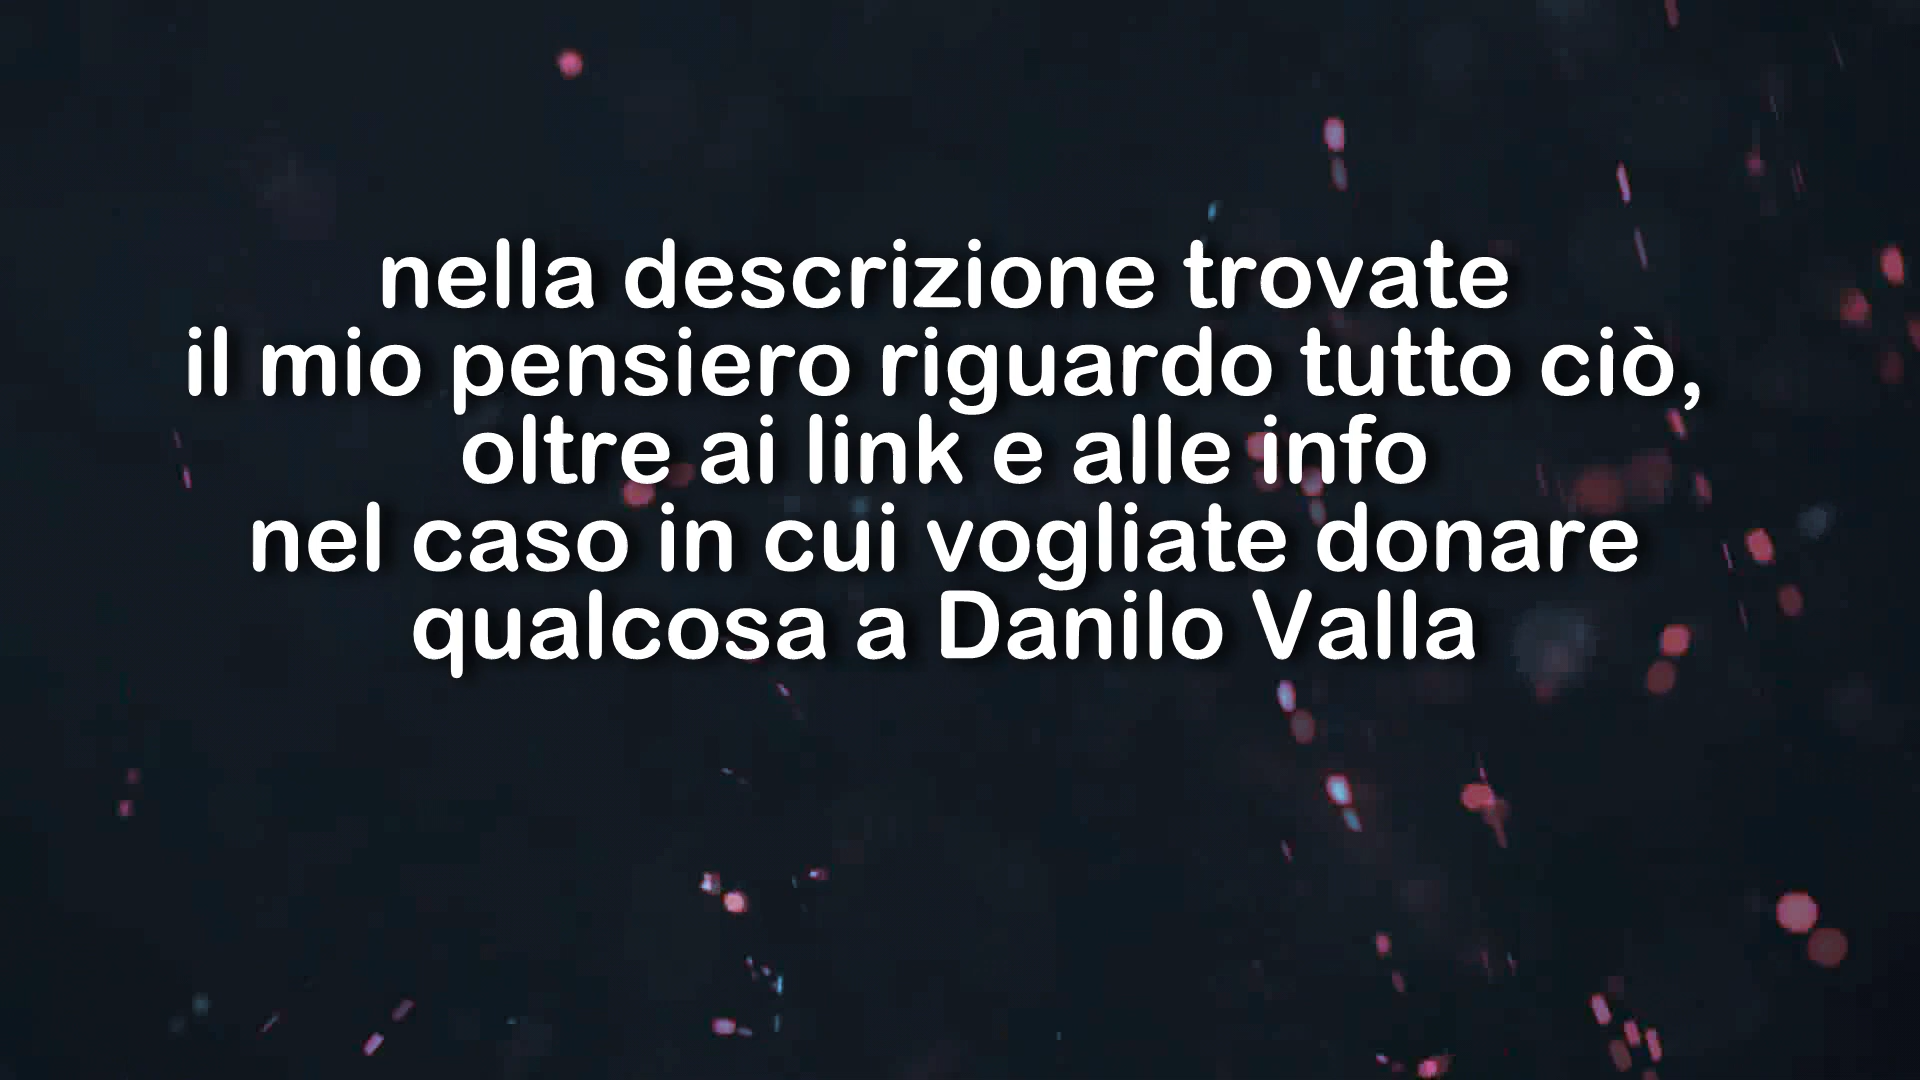 nella descrizione trovate
il mio pensiero riguardo tutto ciò,
oltre ai link e alle info
nel caso in cui vogliate donare
qualcosa a Danilo Valla